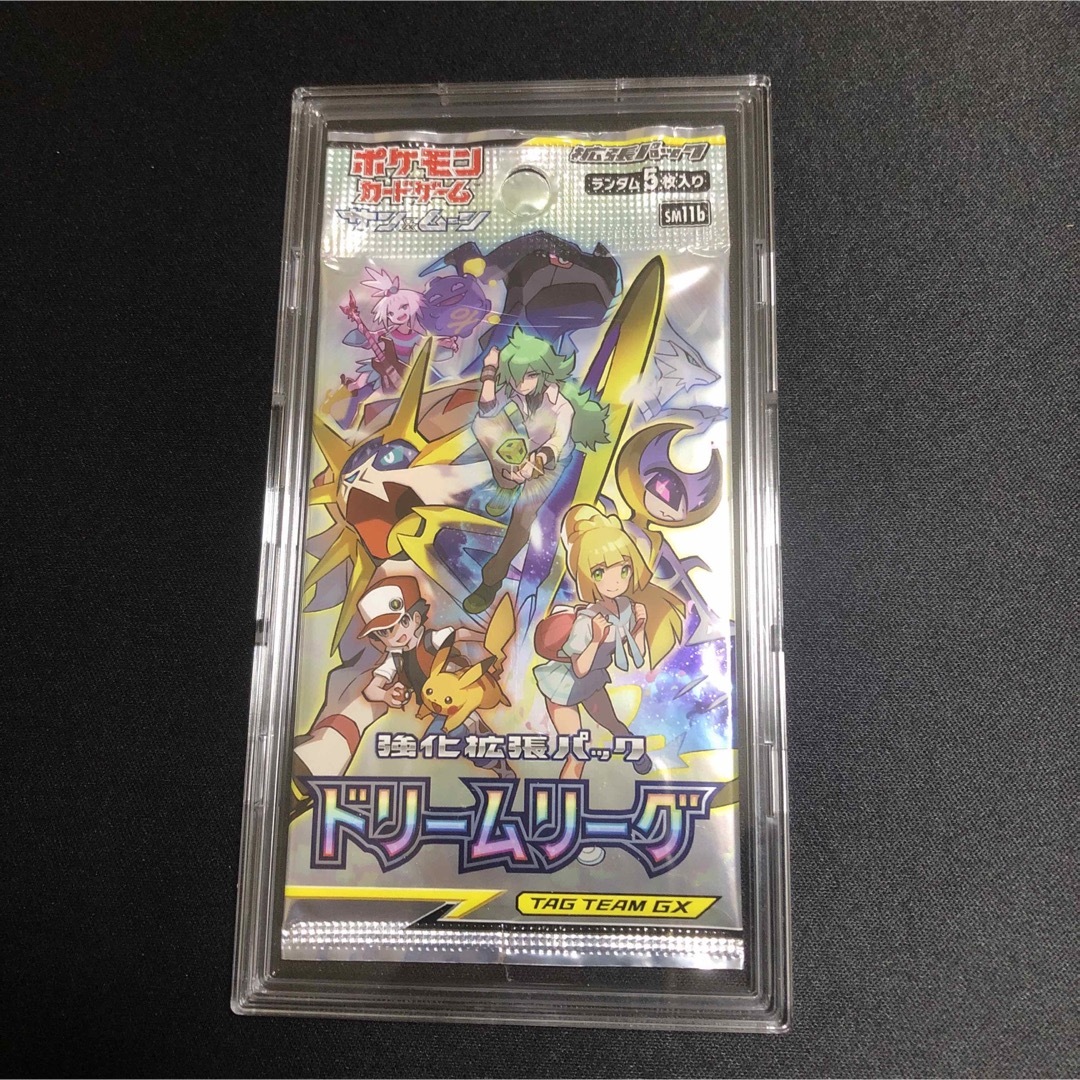 ポケモン
カードゲーム
サン&ムーン
拡張パック
ランダム5枚入り
SM11b
強化拡張パック
ドリームリーグ
TAG TEAM GX